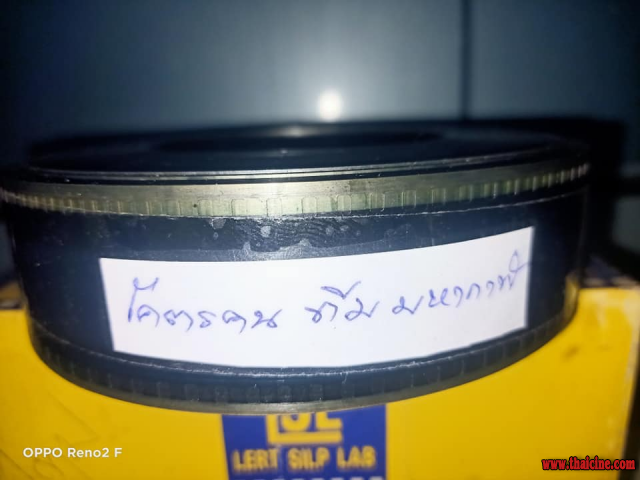 โคตรคน ทีม มหากาฬ
LERT SILP LAB
OPPO Reno2 F
www.thaicine.com